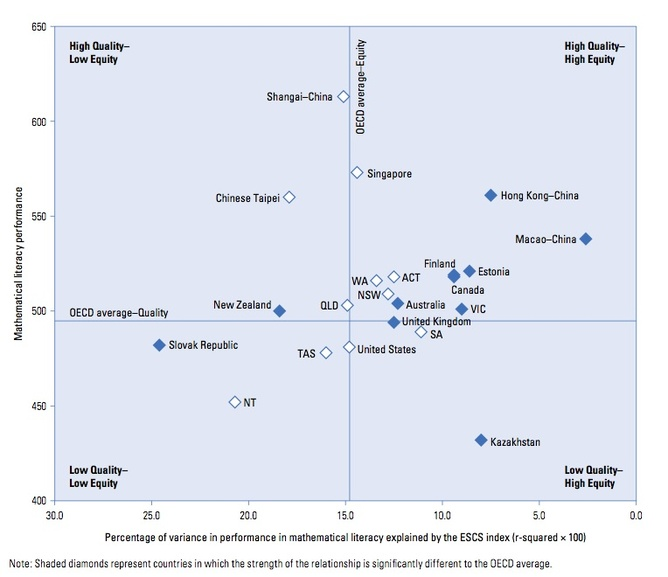 650
600
550
500
450
400
Mathematical literacy performance
High Quality–
Low Equity
High Quality–
High Equity
OECD average–Equity
Shangai–China
Singapore
Chinese Taipei
Hong Kong–China
Macao–China
Finland
Estonia
WA
ACT
Canada
NSW
QLD
Australia
VIC
New Zealand
OECD average–Quality
United Kingdom
SA
Slovak Republic
TAS
United States
NT
Kazakhstan
Low Quality–
Low Equity
Low Quality–
High Equity
30.0 25.0 20.0 15.0 10.0 5.0 0.0
Percentage of variance in performance in mathematical literacy explained by the ESCS index (r-squared × 100)
Note: Shaded diamonds represent countries in which the strength of the relationship is significantly different to the OECD average.